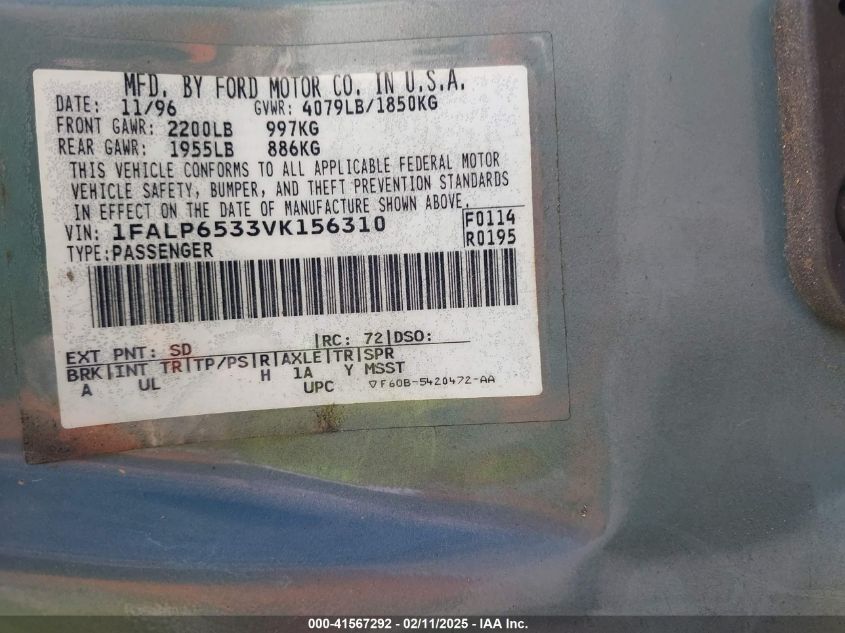 MFD. BY FORD MOTOR CO. IN U.S.A.
DATE: 11/96 GVWR: 4079LB/1850KG
FRONT GAWR: 2200LB 997KG
REAR GAWR: 1955LB 886KG
THIS VEHICLE CONFORMS TO ALL APPLICABLE FEDERAL MOTOR
VEHICLE SAFETY, BUMPER, AND THEFT PREVENTION STANDARDS
IN EFFECT ON THE DATE OF MANUFACTURE SHOWN ABOVE.
VIN: 1FALP6533VK156310 F0114
TYPE: PASSENGER R0195
EXT PNT: SD RC: 72 DSO:
BRK INT TR TP/PS R AXLE TR SPR
A UL H 1A Y M5ST
UPC ▽F60B-5420472-AA
000-41567292 - 02/11/2025 - IAA Inc.